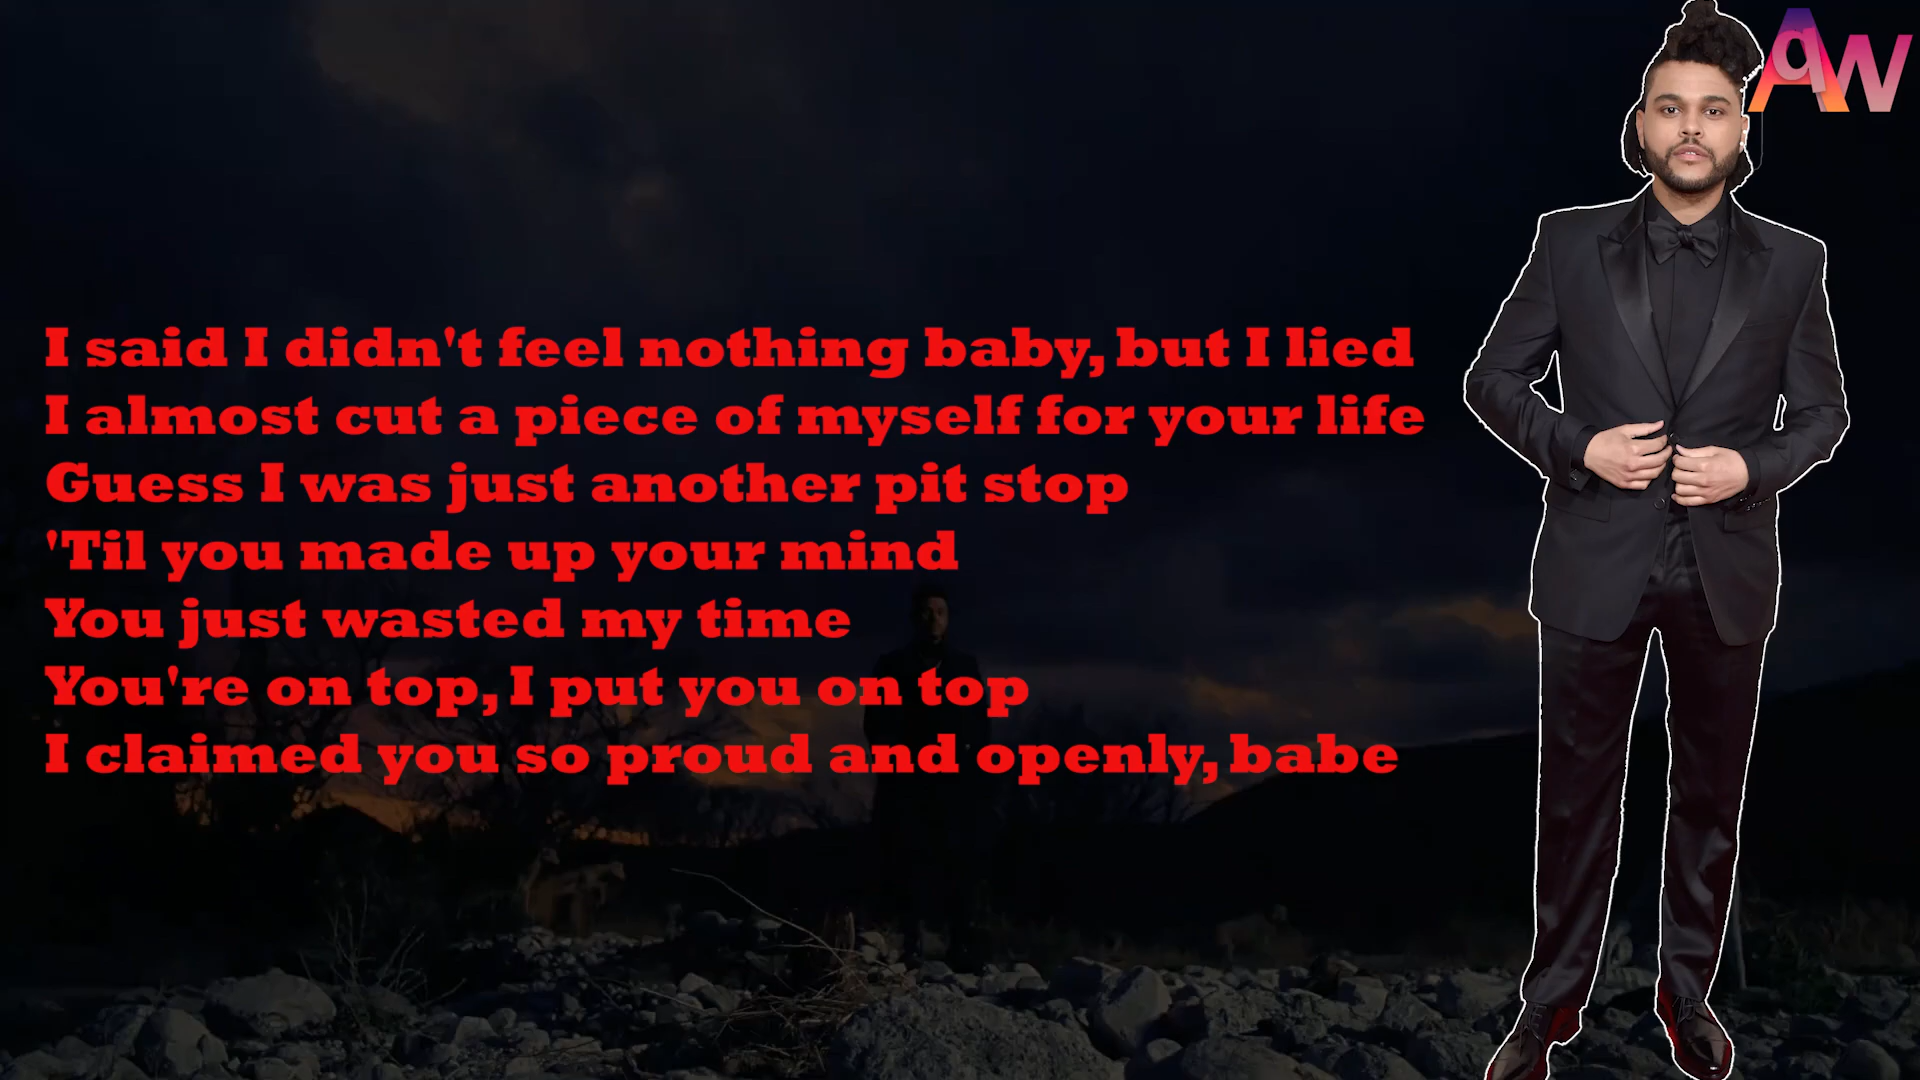 AqW
I said I didn't feel nothing baby, but I lied
I almost cut a piece of myself for your life
Guess I was just another pit stop
'Til you made up your mind
You just wasted my time
You're on top, I put you on top
I claimed you so proud and openly, babe